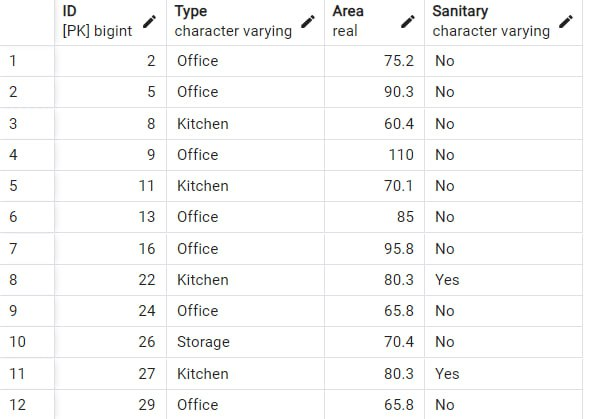 ID Type Area Sanitary
[PK] bigint character varying real character varying
1 2 Office 75.2 No
2 5 Office 90.3 No
3 8 Kitchen 60.4 No
4 9 Office 110 No
5 11 Kitchen 70.1 No
6 13 Office 85 No
7 16 Office 95.8 No
8 22 Kitchen 80.3 Yes
9 24 Office 65.8 No
10 26 Storage 70.4 No
11 27 Kitchen 80.3 Yes
12 29 Office 65.8 No